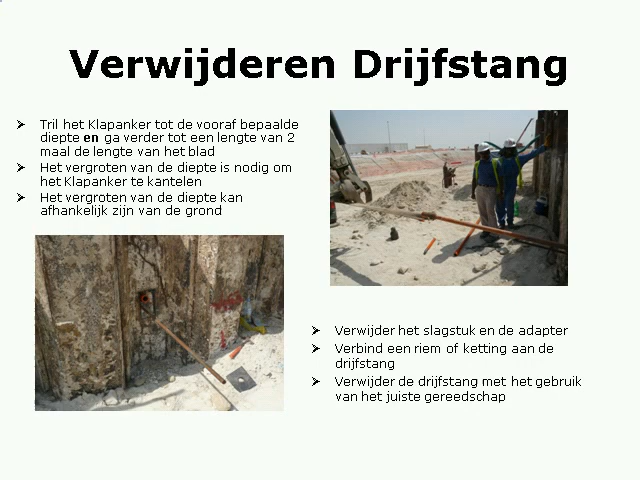 Verwijderen Drijfstang
➢ Tril het Klapanker tot de vooraf bepaalde
diepte en ga verder tot een lengte van 2
maal de lengte van het blad
➢ Het vergroten van de diepte is nodig om
het Klapanker te kantelen
➢ Het vergroten van de diepte kan
afhankelijk zijn van de grond
➢ Verwijder het slagstuk en de adapter
➢ Verbind een riem of ketting aan de
drijfstang
➢ Verwijder de drijfstang met het gebruik
van het juiste gereedschap